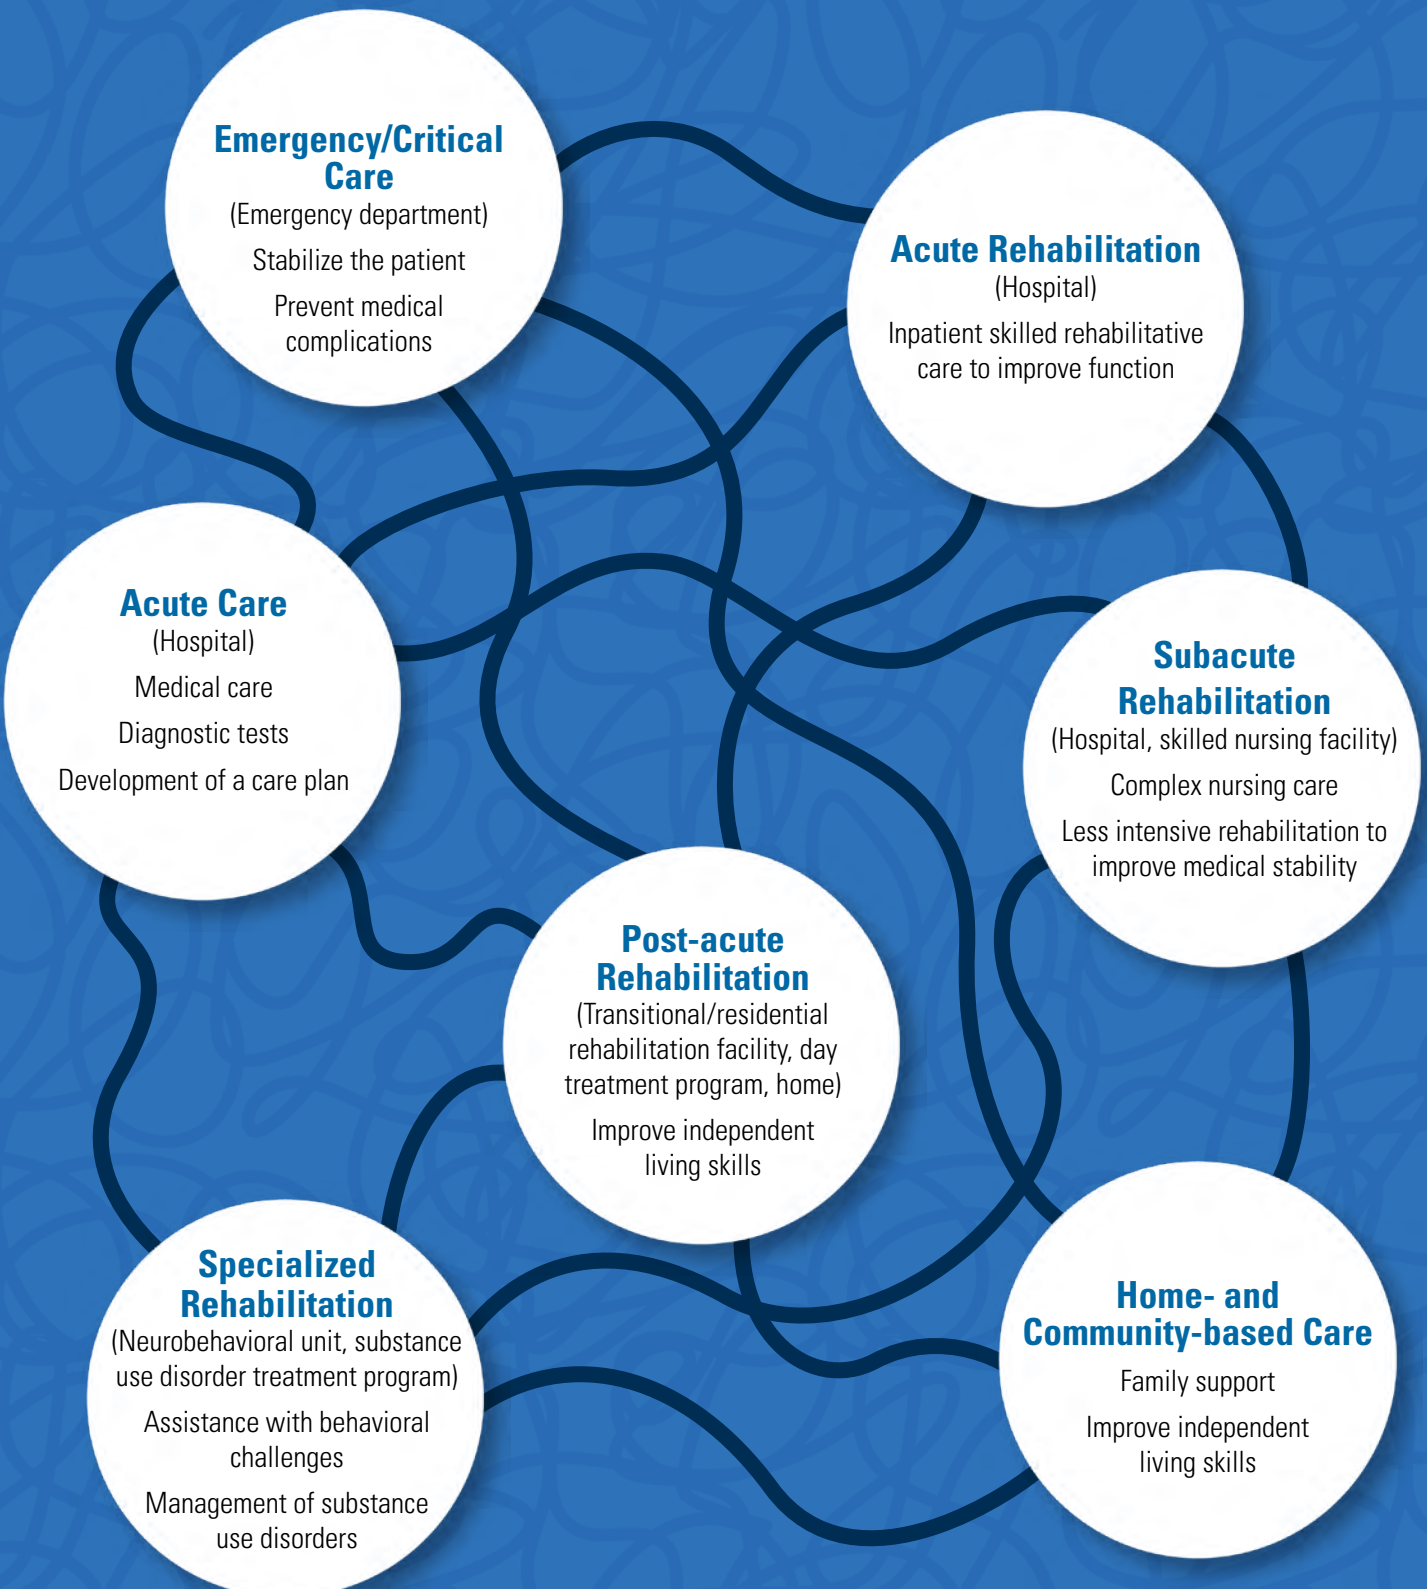 Emergency/Critical
Care
(Emergency department)
Stabilize the patient
Prevent medical
complications
Acute Rehabilitation
(Hospital)
Inpatient skilled rehabilitative
care to improve function
Acute Care
(Hospital)
Medical care
Diagnostic tests
Development of a care plan
Subacute
Rehabilitation
(Hospital, skilled nursing facility)
Complex nursing care
Less intensive rehabilitation to
improve medical stability
Post-acute
Rehabilitation
(Transitional/residential
rehabilitation facility, day
treatment program, home)
Improve independent
living skills
Specialized
Rehabilitation
(Neurobehavioral unit, substance
use disorder treatment program)
Assistance with behavioral
challenges
Management of substance
use disorders
Home- and
Community-based Care
Family support
Improve independent
living skills